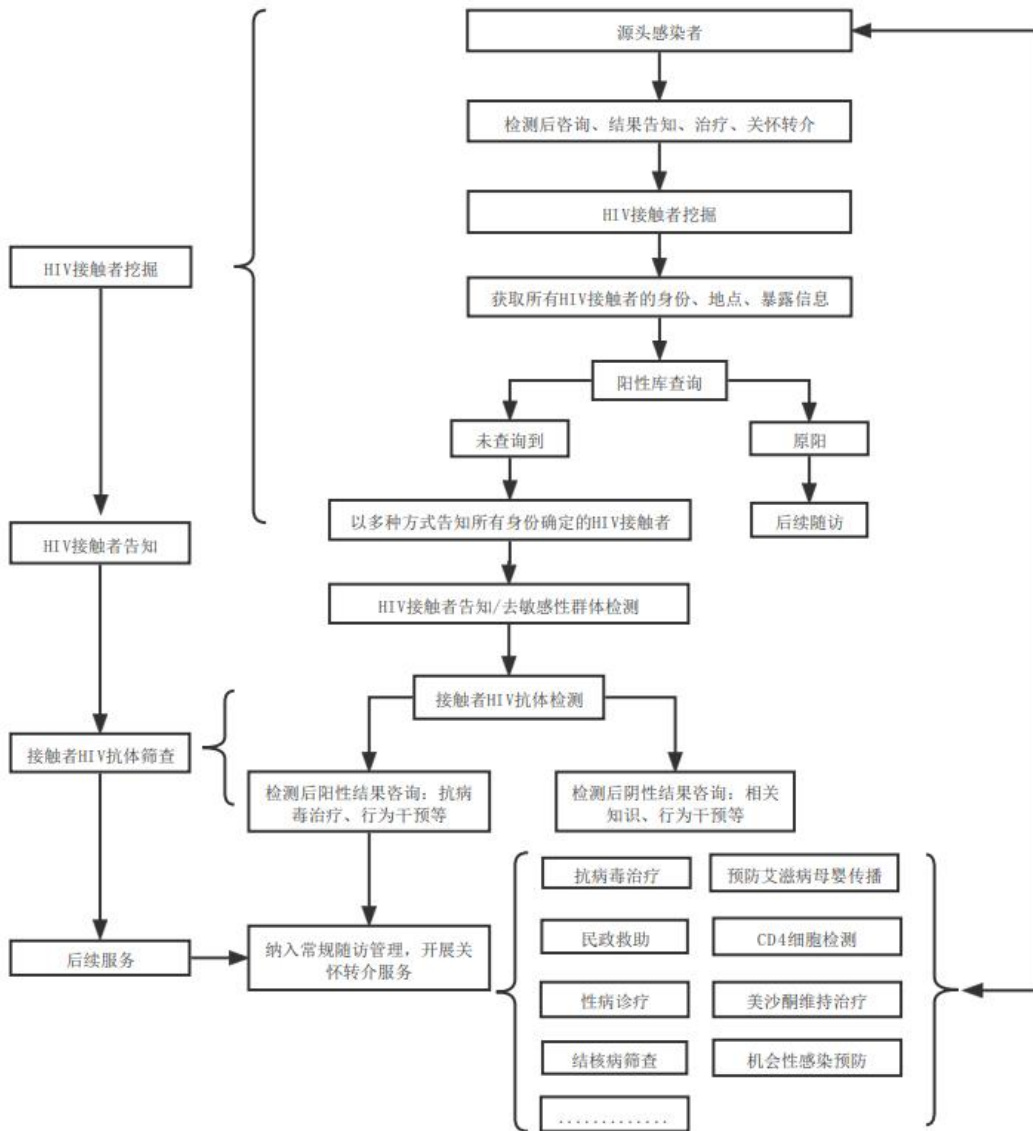 源头感染者
检测后咨询、结果告知、治疗、关怀转介
HIV接触者挖掘
HIV接触者挖掘
获取所有HIV接触者的身份、地点、暴露信息
阳性库查询
未查询到
原阳
以多种方式告知所有身份确定的HIV接触者
后续随访
HIV接触者告知
HIV接触者告知/去敏感性群体检测
接触者HIV抗体检测
接触者HIV抗体筛查
检测后阳性结果咨询：抗病
毒治疗、行为干预等
检测后阴性结果咨询：相关
知识、行为干预等
抗病毒治疗
预防艾滋病母婴传播
后续服务
纳入常规随访管理，开展关
怀转介服务
民政救助
CD4细胞检测
性病诊疗
美沙酮维持治疗
结核病筛查
机会性感染预防
.............